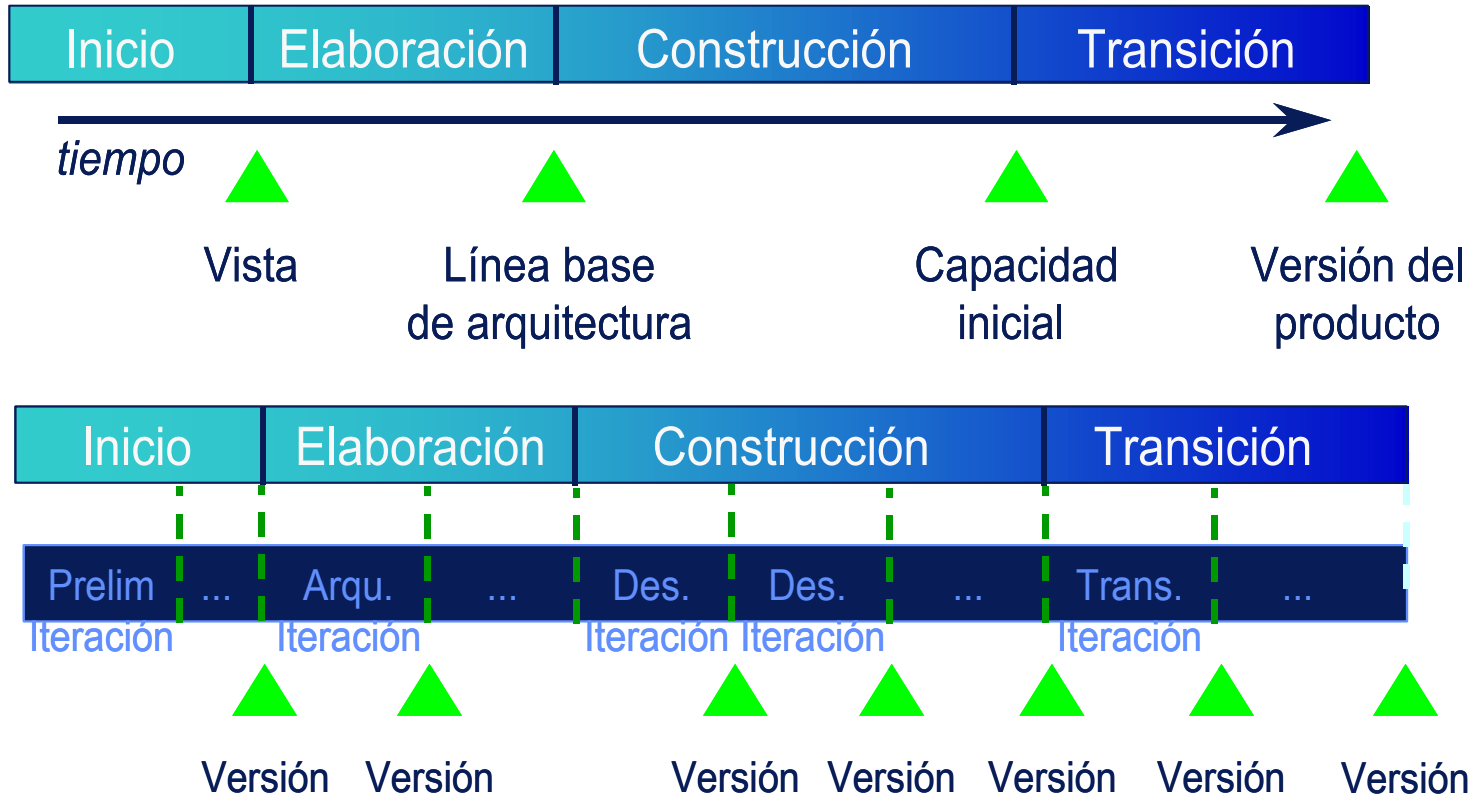 Inicio Elaboración Construcción Transición
tiempo
Vista Línea base Capacidad Versión del
de arquitectura inicial producto
Inicio Elaboración Construcción Transición
Prelim ... Arqu. ... Des. Des. ... Trans. ...
Iteración Iteración Iteración Iteración Iteración
Versión Versión Versión Versión Versión Versión Versión